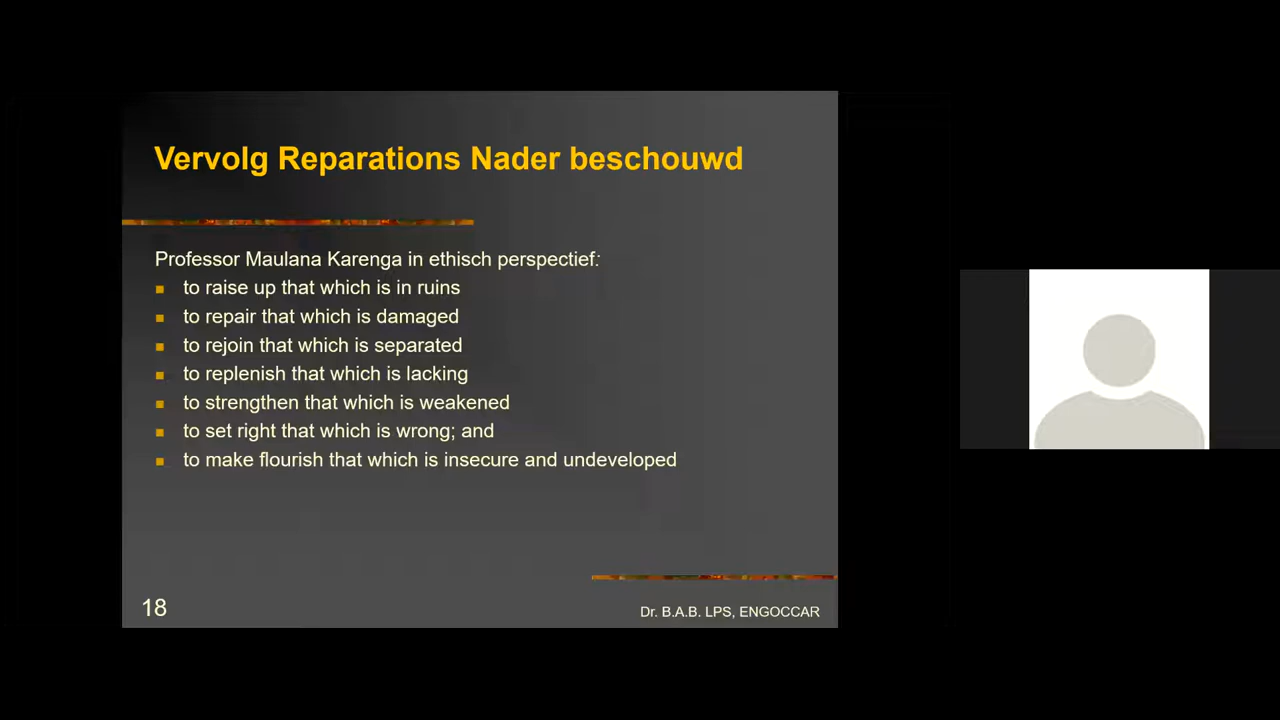 Vervolg Reparations Nader beschouwd
Professor Maulana Karenga in ethisch perspectief:
to raise up that which is in ruins
to repair that which is damaged
to rejoin that which is separated
to replenish that which is lacking
to strengthen that which is weakened
to set right that which is wrong; and
to make flourish that which is insecure and undeveloped
18
Dr. B.A.B. LPS, ENGOCCAR